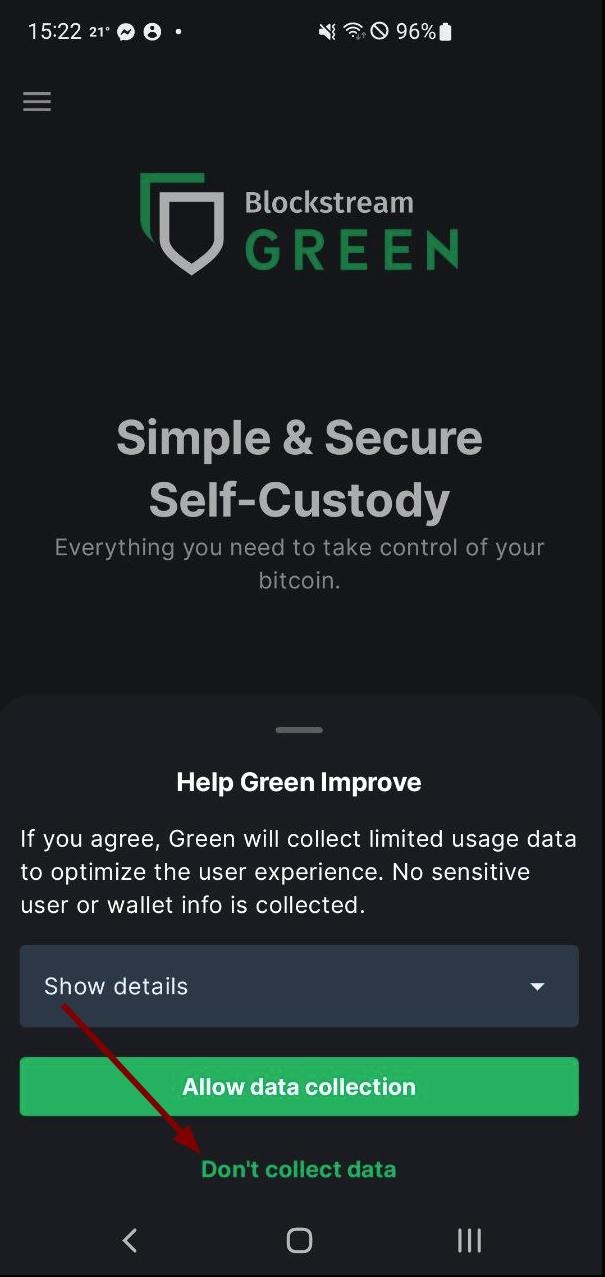 15:22 21° 96%
Blockstream
GREEN
Simple & Secure
Self-Custody
Everything you need to take control of your
bitcoin.
Help Green Improve
If you agree, Green will collect limited usage data
to optimize the user experience. No sensitive
user or wallet info is collected.
Show details
Allow data collection
Don't collect data